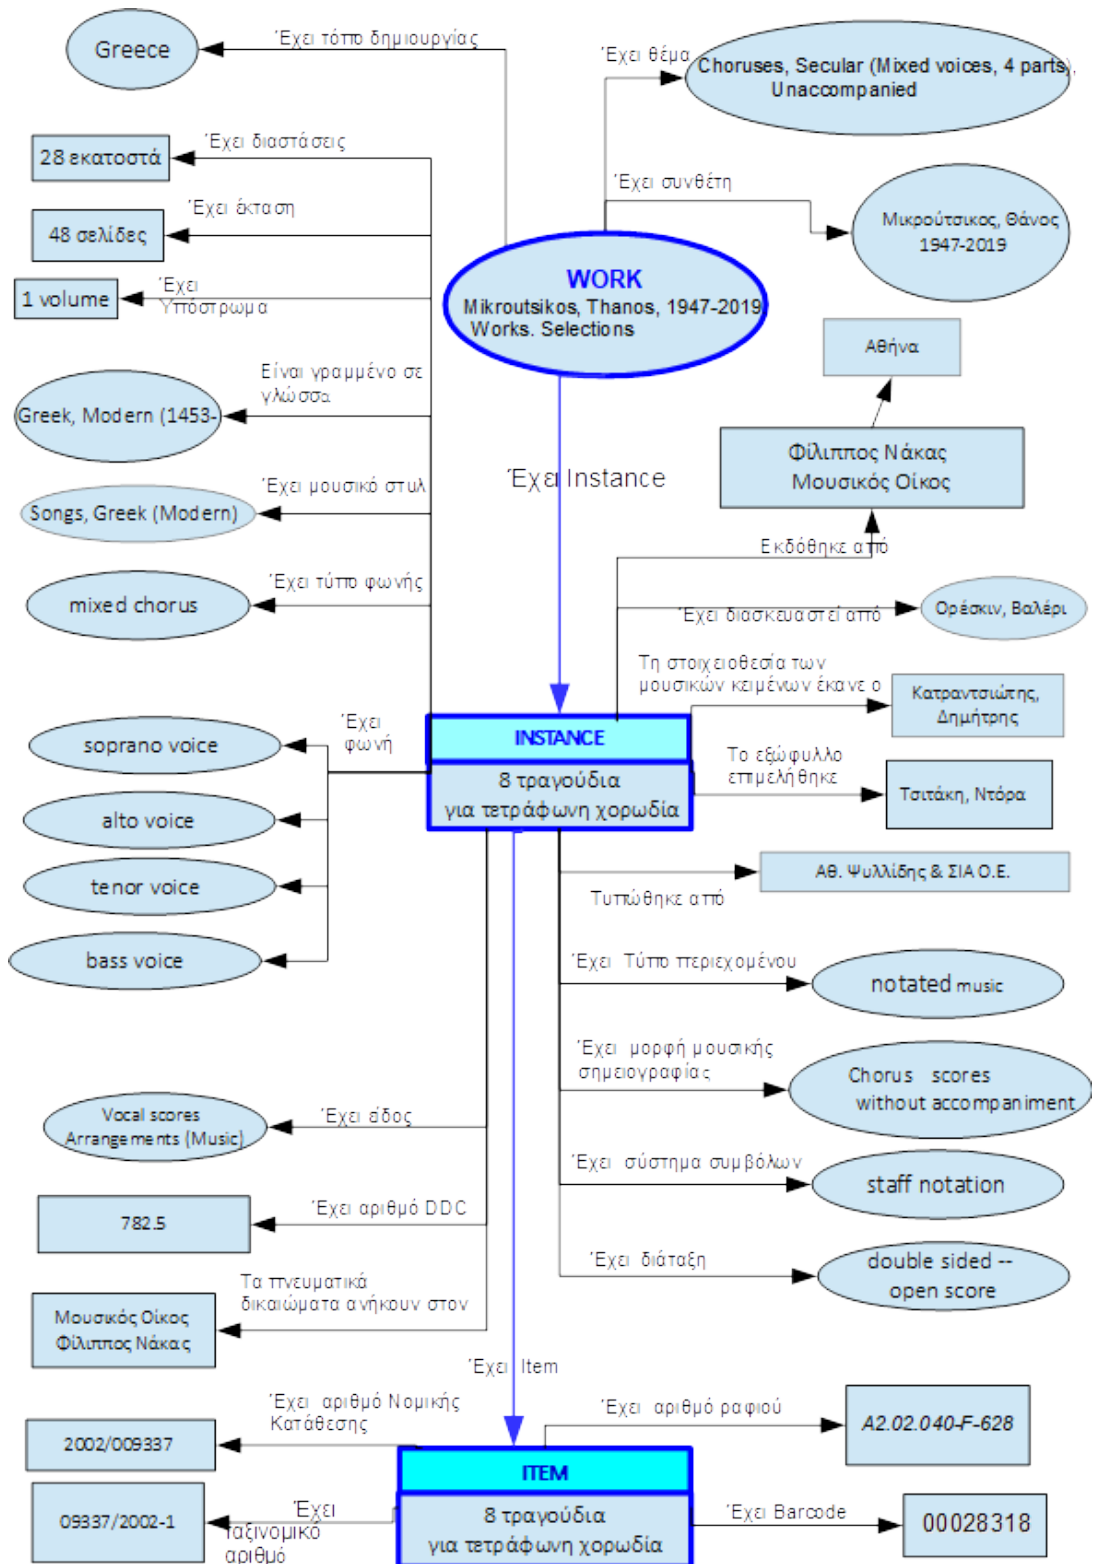 Greece
Έχει τόπο δημιουργίας
Έχει θέμα
Choruses, Secular (Mixed voices, 4 parts),
Unaccompanied
28 εκατοστά
Έχει διαστάσεις
Έχει συνθέτη
Μικρούτσικος, Θάνος
1947-2019
48 σελίδες
Έχει έκταση
1 volume
Έχει
Υπόστρωμα
WORK
Mikroutsikos, Thanos, 1947-2019
Works. Selections
Αθήνα
Είναι γραμμένο σε
γλώσσα
Greek, Modern (1453-
Φίλιππος Νάκας
Μουσικός Οίκος
Έχει Instance
Έχει μουσικό στυλ
Songs, Greek (Modern)
Εκδόθηκε από
Έχει τύπο φωνής
mixed chorus
Έχει διασκευαστεί από
Ορέσκιν, Βαλέρι
Τη στοιχειοθεσία των
μουσικών κειμένων έκανε ο
Κατραντσιώτης,
Δημήτρης
Έχει
φωνή
soprano voice
INSTANCE
8 τραγούδια
για τετράφωνη χορωδία
Το εξώφυλλο
επιμελήθηκε
Τσιτάκη, Ντόρα
alto voice
tenor voice
bass voice
Αθ. Ψυλλίδης & ΣΙΑ Ο.Ε.
Τυπώθηκε από
Έχει Τύπο περιεχομένου
notated music
Έχει μορφή μουσικής
σημειογραφίας
Chorus scores
without accompaniment
Vocal scores
Arrangements (Music)
Έχει είδος
Έχει σύστημα συμβόλων
staff notation
782.5
Έχει αριθμό DDC
Έχει διάταξη
double sided --
open score
Τα πνευματικά
δικαιώματα ανήκουν στον
Μουσικός Οίκος
Φίλιππος Νάκας
Έχει Item
Έχει αριθμό Νομικής
Κατάθεσης
2002/009337
Έχει αριθμό ραφιού
A2.02.040-F-628
ITEM
8 τραγούδια
για τετράφωνη χορωδία
09337/2002-1
Έχει
ταξινομικό
αριθμό
Έχει Barcode
00028318